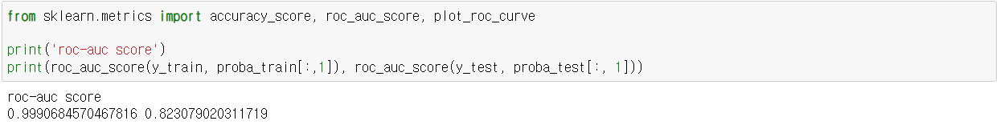 from sklearn.metrics import accuracy_score, roc_auc_score, plot_roc_curve
print('roc-auc score')
print(roc_auc_score(y_train, proba_train[:,1]), roc_auc_score(y_test, proba_test[:, 1]))
roc-auc score
0.9990684570467816 0.823079020311719